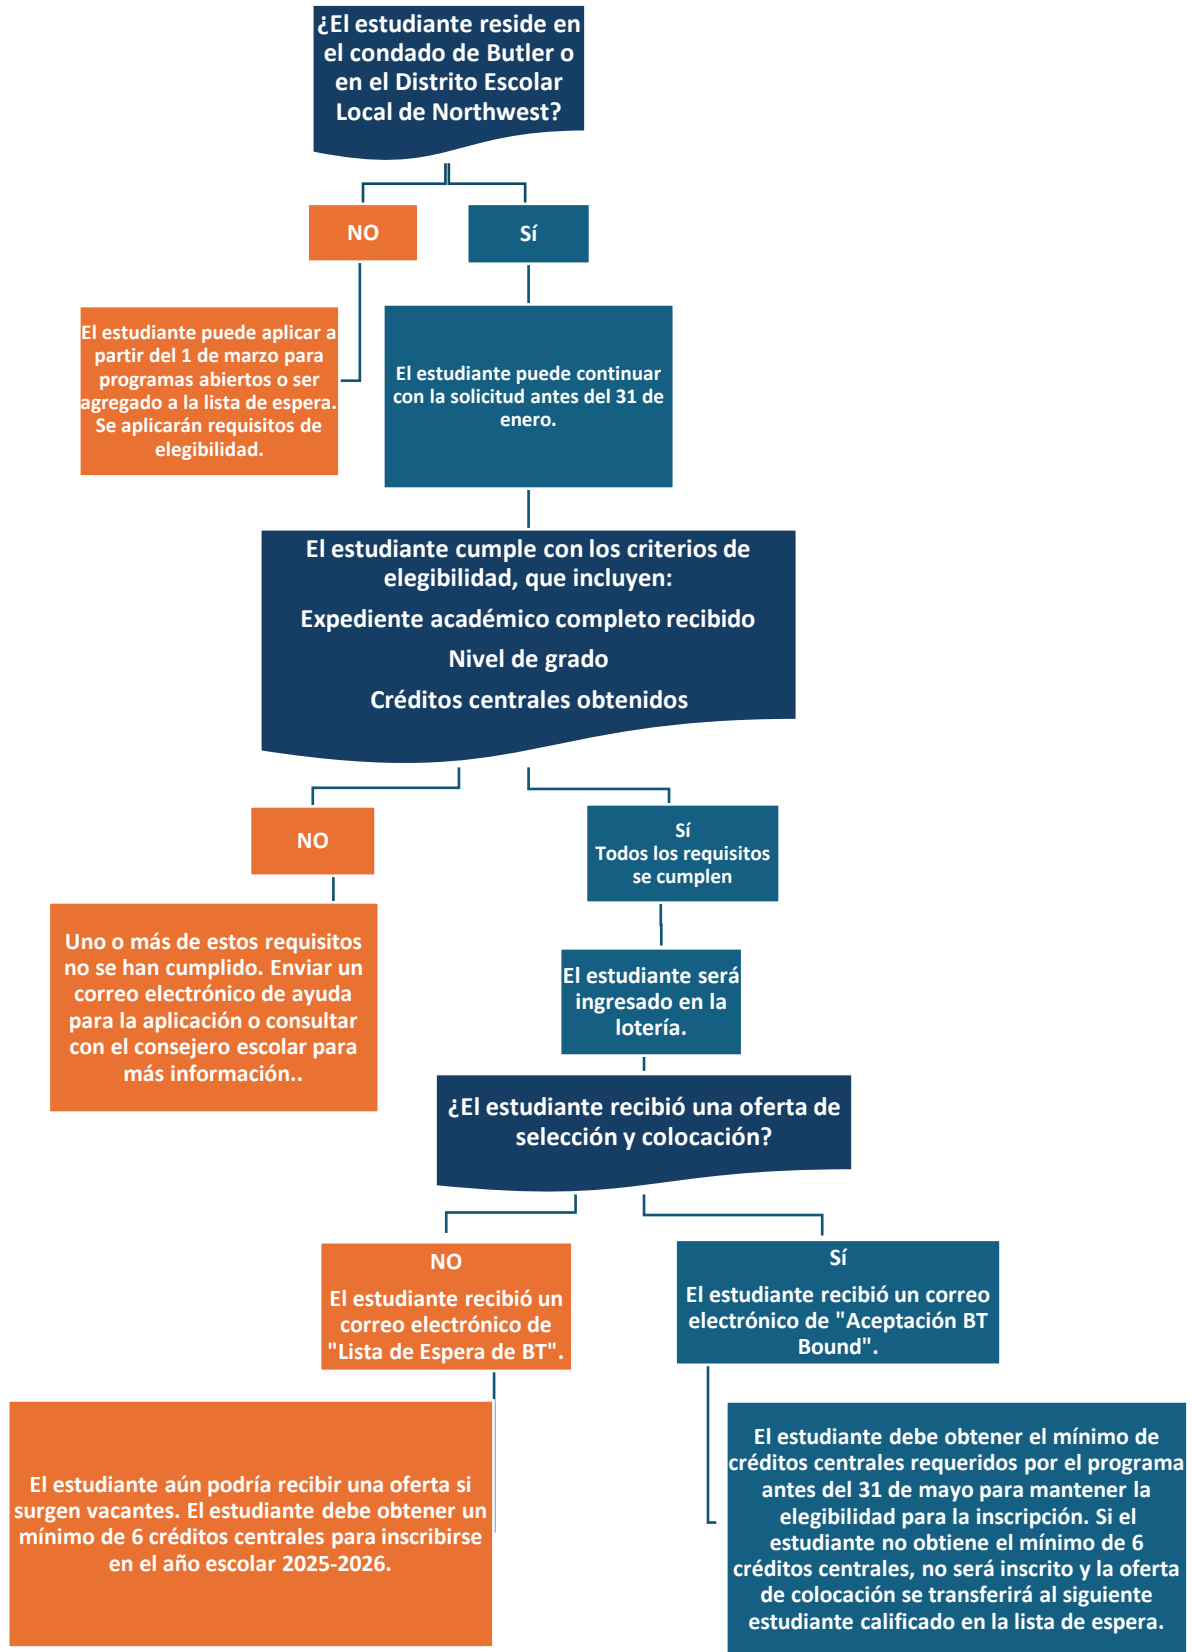 ¿El estudiante reside en
el condado de Butler o
en el Distrito Escolar
Local de Northwest?
NO
Sí
El estudiante puede aplicar a
partir del 1 de marzo para
programas abiertos o ser
agregado a la lista de espera.
Se aplicarán requisitos de
elegibilidad.
El estudiante puede continuar
con la solicitud antes del 31 de
enero.
El estudiante cumple con los criterios de
elegibilidad, que incluyen:
Expediente académico completo recibido
Nivel de grado
Créditos centrales obtenidos
NO
Sí
Todos los requisitos
se cumplen
Uno o más de estos requisitos
no se han cumplido. Enviar un
correo electrónico de ayuda
para la aplicación o consultar
con el consejero escolar para
más información..
El estudiante será
ingresado en la
lotería.
¿El estudiante recibió una oferta de
selección y colocación?
NO
El estudiante recibió un
correo electrónico de
"Lista de Espera de BT".
Sí
El estudiante recibió un correo
electrónico de "Aceptación BT
Bound".
El estudiante aún podría recibir una oferta si
surgen vacantes. El estudiante debe obtener un
mínimo de 6 créditos centrales para inscribirse
en el año escolar 2025-2026.
El estudiante debe obtener el mínimo de
créditos centrales requeridos por el programa
antes del 31 de mayo para mantener la
elegibilidad para la inscripción. Si el
estudiante no obtiene el mínimo de 6
créditos centrales, no será inscrito y la oferta
de colocación se transferirá al siguiente
estudiante calificado en la lista de espera.